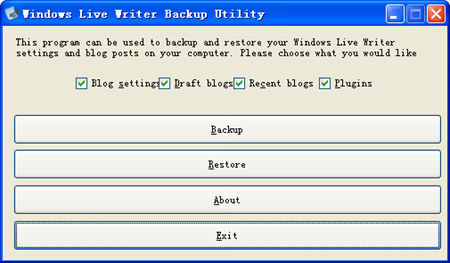 Windows Live Writer Backup Utility
This program can be used to backup and restore your Windows Live Writer
settings and blog posts on your computer. Please choose what you would like
Blog settings Draft blogs Recent blogs Plugins
Backup
Restore
About
Exit